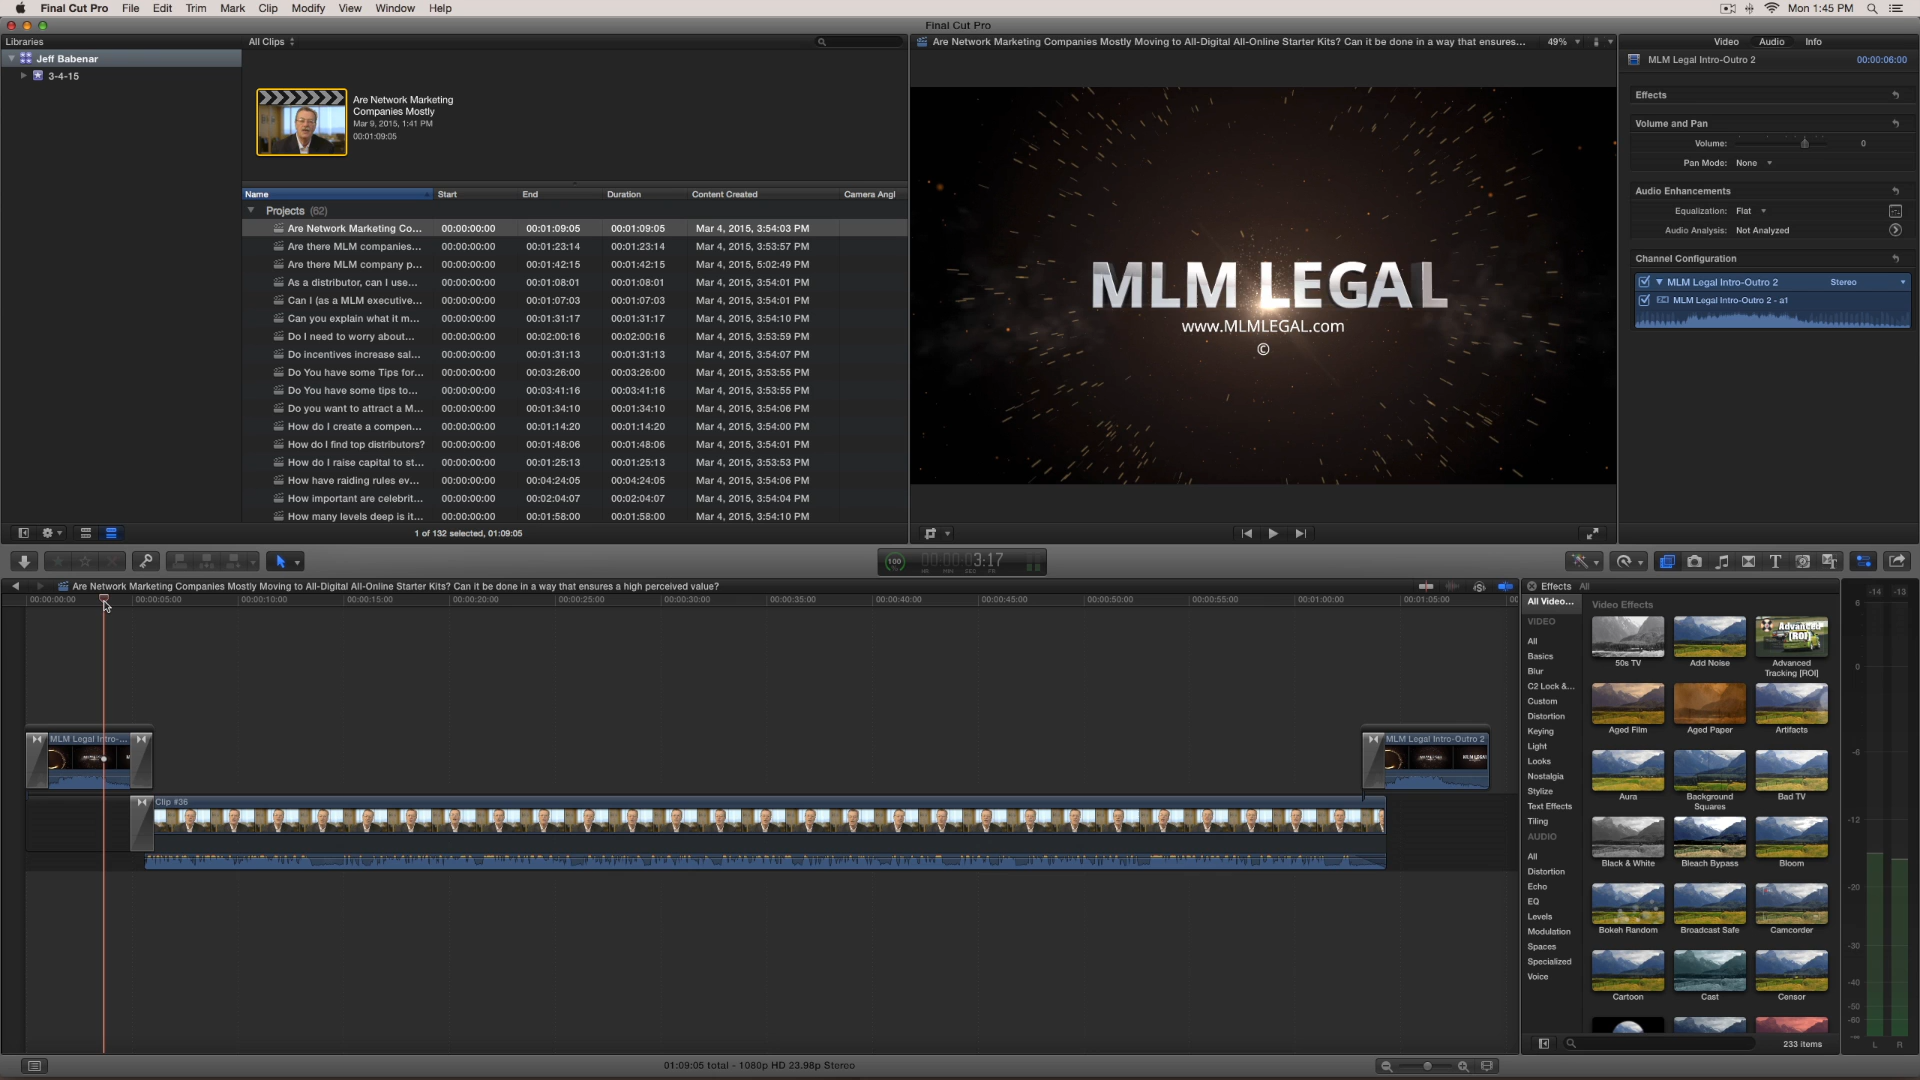 Final Cut Pro File Edit Trim Mark Clip Modify View Window Help
Mon 1:45 PM
Final Cut Pro
Libraries
Jeff Babenar
3-4-15
All Clips
Are Network Marketing
Companies Mostly
Mar 9, 2015, 1:41 PM
00:01:09:05
Name Start End Duration Content Created Camera Angl
Projects (62)
Are Network Marketing Co... 00:00:00:00 00:01:09:05 00:01:09:05 Mar 4, 2015, 3:54:03 PM
Are there MLM companies... 00:00:00:00 00:01:23:14 00:01:23:14 Mar 4, 2015, 3:53:57 PM
Are there MLM company p... 00:00:00:00 00:01:42:15 00:01:42:15 Mar 4, 2015, 5:02:49 PM
As a distributor, can I use... 00:00:00:00 00:01:08:01 00:01:08:01 Mar 4, 2015, 3:54:01 PM
Can I (as a MLM executive... 00:00:00:00 00:01:07:03 00:01:07:03 Mar 4, 2015, 3:54:01 PM
Can you explain what it m... 00:00:00:00 00:01:31:17 00:01:31:17 Mar 4, 2015, 3:54:10 PM
Do I need to worry about... 00:00:00:00 00:02:00:16 00:02:00:16 Mar 4, 2015, 3:53:59 PM
Do incentives increase sal... 00:00:00:00 00:01:31:13 00:01:31:13 Mar 4, 2015, 3:54:07 PM
Do You have some Tips for... 00:00:00:00 00:03:26:00 00:03:26:00 Mar 4, 2015, 3:53:55 PM
Do You have some tips to... 00:00:00:00 00:03:41:16 00:03:41:16 Mar 4, 2015, 3:53:55 PM
Do you want to attract a M... 00:00:00:00 00:01:34:10 00:01:34:10 Mar 4, 2015, 3:54:06 PM
How do I create a compen... 00:00:00:00 00:01:14:20 00:01:14:20 Mar 4, 2015, 3:54:00 PM
How do I find top distributors? 00:00:00:00 00:01:48:06 00:01:48:06 Mar 4, 2015, 3:54:01 PM
How do I raise capital to st... 00:00:00:00 00:01:25:13 00:01:25:13 Mar 4, 2015, 3:53:53 PM
How have raiding rules ev... 00:00:00:00 00:04:24:05 00:04:24:05 Mar 4, 2015, 3:54:06 PM
How important are celebrit... 00:00:00:00 00:02:04:07 00:02:04:07 Mar 4, 2015, 3:54:04 PM
How many levels deep is it... 00:00:00:00 00:01:58:00 00:01:58:00 Mar 4, 2015, 3:54:10 PM
1 of 132 selected, 01:09:05
Are Network Marketing Companies Mostly Moving to All-Digital All-Online Starter Kits? Can it be done in a way that ensures...
49%
MLM LEGAL
www.MLMLEGAL.com
©
Video Audio Info
MLM Legal Intro-Outro 2 00:00:06:00
Effects
Volume and Pan
Volume: 0
Pan Mode: None
Audio Enhancements
Equalization: Flat
Audio Analysis: Not Analyzed
Channel Configuration
MLM Legal Intro-Outro 2 Stereo
MLM Legal Intro-Outro 2 - a1
100 00:00:03:17
HR MIN SEC FR
Are Network Marketing Companies Mostly Moving to All-Digital All-Online Starter Kits? Can it be done in a way that ensures a high perceived value?
00:00:00:00 00:00:05:00 00:00:10:00 00:00:15:00 00:00:20:00 00:00:25:00 00:00:30:00 00:00:35:00 00:00:40:00 00:00:45:00 00:00:50:00 00:00:55:00 00:01:00:00 00:01:05:00 00
MLM Legal Intro-...
MLM Legal Intro-Outro 2
Clip #36
01:09:05 total - 1080p HD 23.98p Stereo
Effects All
All Video...
VIDEO
All
Basics
Blur
C2 Lock &...
Custom
Distortion
Keying
Light
Looks
Nostalgia
Stylize
Text Effects
Tiling
AUDIO
All
Distortion
Echo
EQ
Levels
Modulation
Spaces
Specialized
Voice
Video Effects
Advanced
[ROI]
50s TV Add Noise Advanced
Tracking [ROI]
Aged Film Aged Paper Artifacts
Aura Background
Squares Bad TV
Black & White Bleach Bypass Bloom
Bokeh Random Broadcast Safe Camcorder
Cartoon Cast Censor
233 items
-14 -13
6
0
-6
-12
-20
-30
-40
-50
-60
-∞
L R